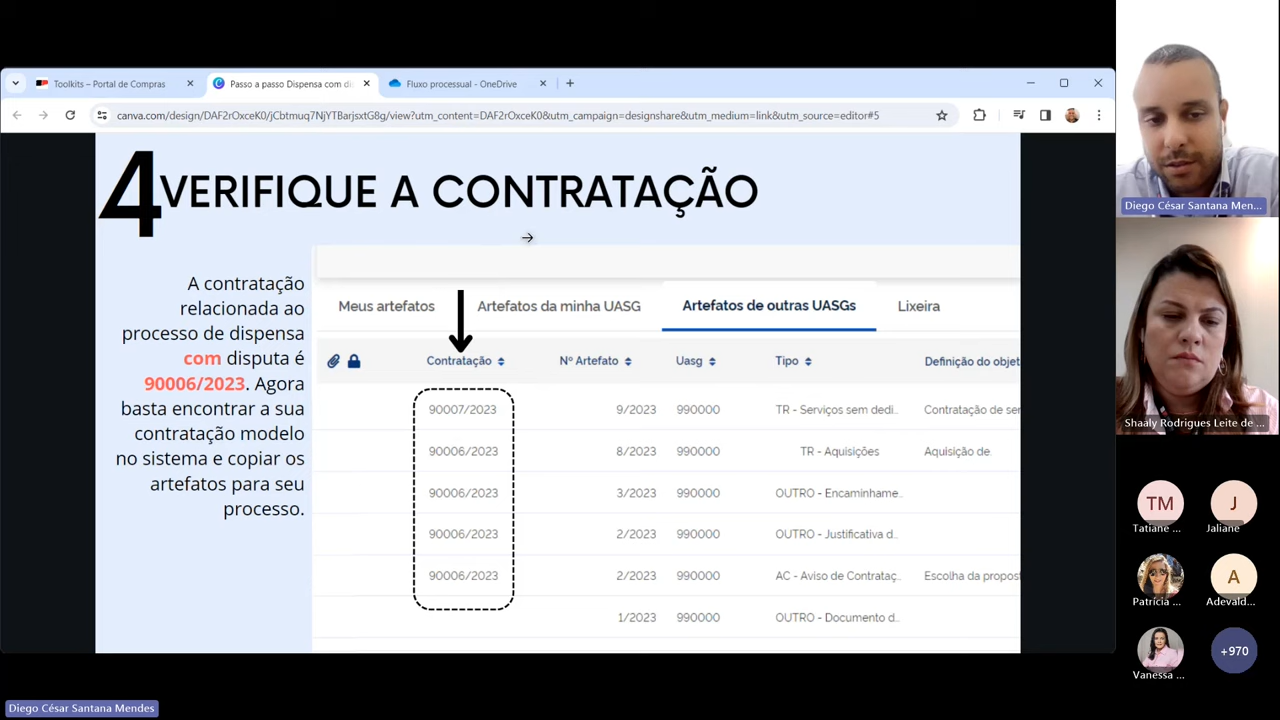 Toolkits – Portal de Compras
Passo a passo Dispensa com di
Fluxo processual - OneDrive
canva.com/design/DAF2rOxceK0/jCbtmuq7NjYTBarjsxtG8g/view?utm_content=DAF2rOxceK0&utm_campaign=designshare&utm_medium=link&utm_source=editor#5
4 VERIFIQUE A CONTRATAÇÃO
A contratação
relacionada ao
processo de dispensa
com disputa é
90006/2023. Agora
basta encontrar a sua
contratação modelo
no sistema e copiar os
artefatos para seu
processo.
Meus artefatos Artefatos da minha UASG Artefatos de outras UASGs Lixeira
Contratação Nº Artefato Uasg Tipo Definição do objet
90007/2023 9/2023 990000 TR - Serviços sem dedi... Contratação de ser
90006/2023 8/2023 990000 TR - Aquisições Aquisição de
90006/2023 3/2023 990000 OUTRO - Encaminhame...
90006/2023 2/2023 990000 OUTRO - Justificativa d...
90006/2023 2/2023 990000 AC - Aviso de Contrataç... Escolha da propost
1/2023 990000 OUTRO - Documento d...
Diego César Santana Men...
Shaaly Rodrigues Leite de ...
TM
Tatiane ...
J
Jaliane
Patrícia ...
A
Adevald...
Vanessa ...
+970
Diego César Santana Mendes